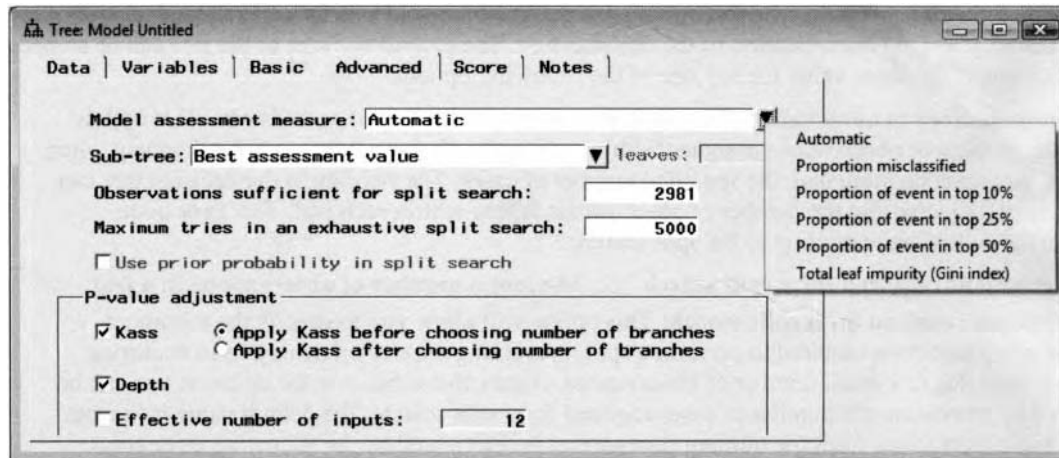 Tree: Model Untitled
Data | Variables | Basic Advanced | Score | Notes |
Model assessment measure: Automatic
Sub-tree: Best assessment value leaves:
Observations sufficient for split search: 2981
Maximum tries in an exhaustive split search: 5000
Use prior probability in split search
P-value adjustment
Kass Apply Kass before choosing number of branches
Apply Kass after choosing number of branches
Depth
Effective number of inputs: 12
Automatic
Proportion misclassified
Proportion of event in top 10%
Proportion of event in top 25%
Proportion of event in top 50%
Total leaf impurity (Gini index)